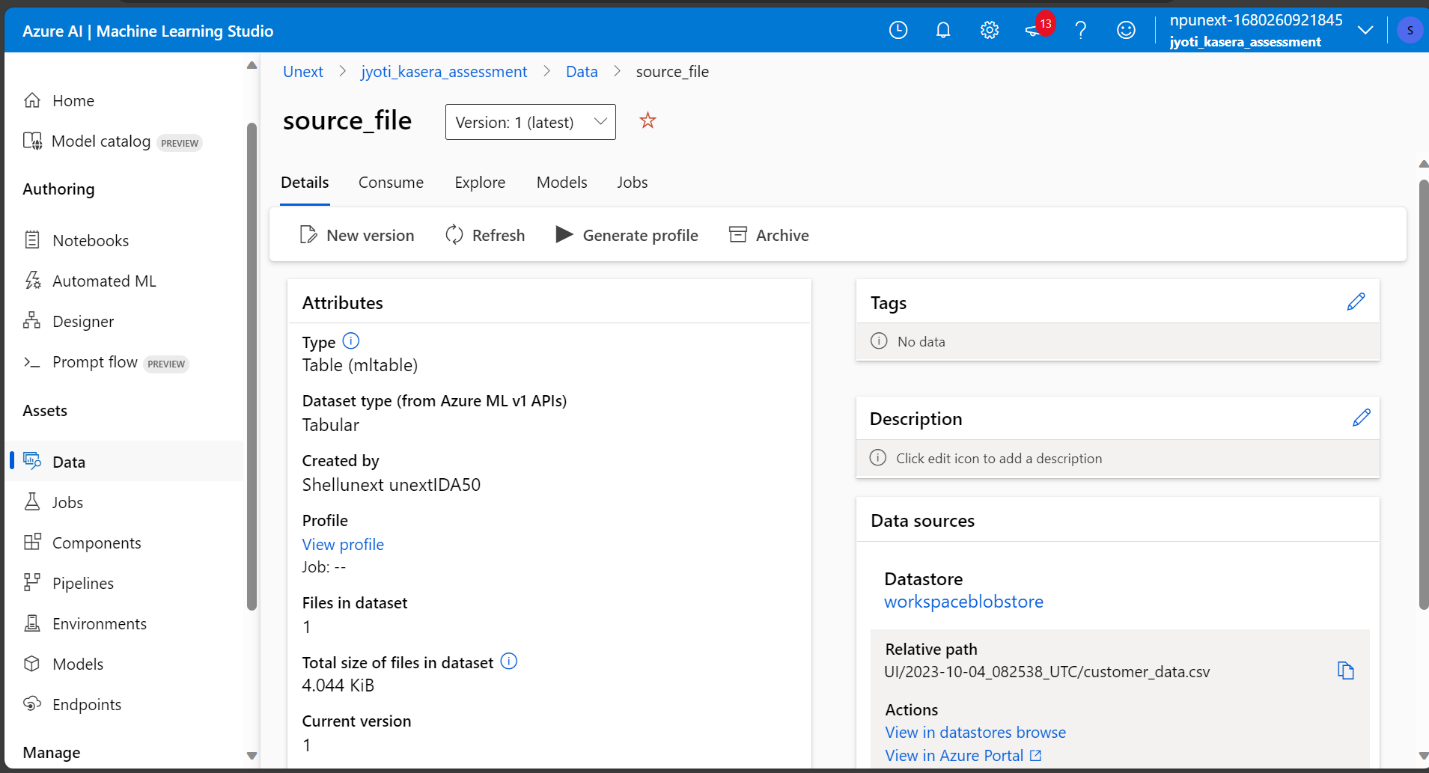 Azure AI | Machine Learning Studio
13
npunext-1680260921845
jyoti_kasera_assessment
S
Home
Model catalog PREVIEW
Authoring
Notebooks
Automated ML
Designer
Prompt flow PREVIEW
Assets
Data
Jobs
Components
Pipelines
Environments
Models
Endpoints
Manage
Unext > jyoti_kasera_assessment > Data > source_file
source_file Version: 1 (latest)
Details Consume Explore Models Jobs
New version Refresh Generate profile Archive
Attributes
Type
Table (mltable)
Dataset type (from Azure ML v1 APIs)
Tabular
Created by
Shellunext unextIDA50
Profile
View profile
Job: --
Files in dataset
1
Total size of files in dataset
4.044 KiB
Current version
1
Tags
No data
Description
Click edit icon to add a description
Data sources
Datastore
workspaceblobstore
Relative path
UI/2023-10-04_082538_UTC/customer_data.csv
Actions
View in datastores browse
View in Azure Portal